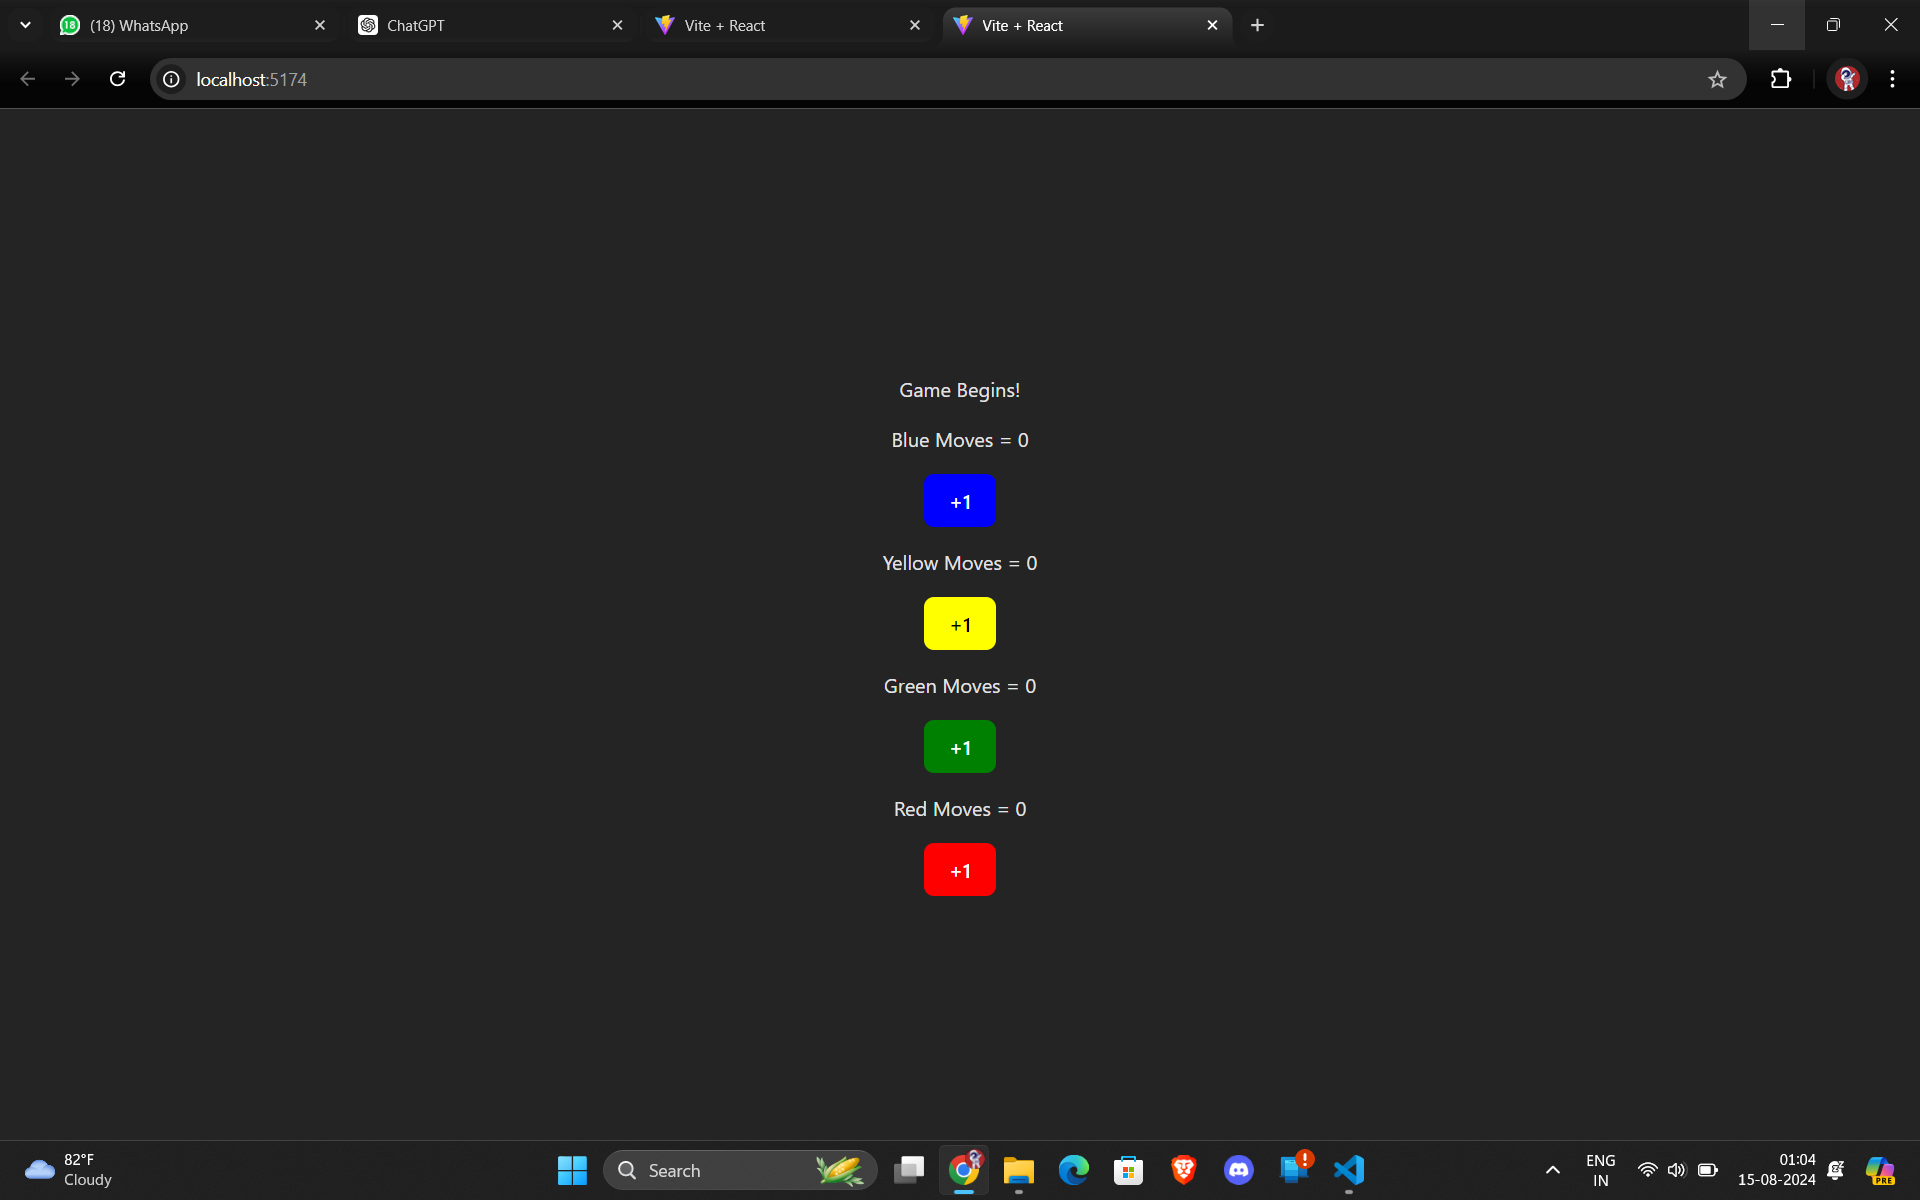 (18) WhatsApp
ChatGPT
Vite + React
Vite + React
localhost:5174
Game Begins!
Blue Moves = 0
+1
Yellow Moves = 0
+1
Green Moves = 0
+1
Red Moves = 0
+1
82°F
Cloudy
Search
ENG
IN
01:04
15-08-2024
PRE